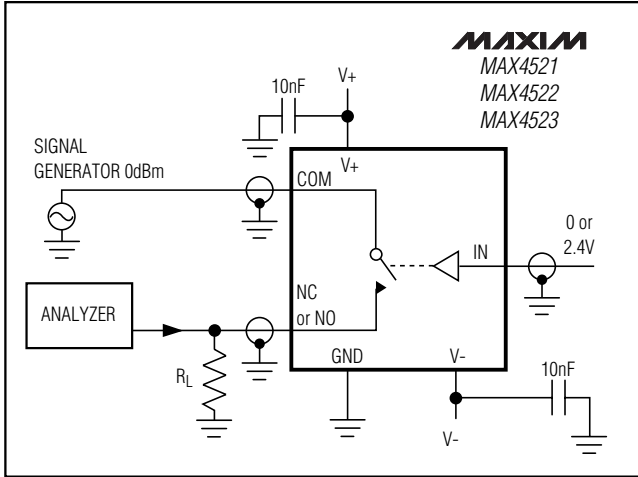 MAXIM
MAX4521
MAX4522
MAX4523
V+
10nF
SIGNAL
GENERATOR 0dBm
V+
COM
0 or
2.4V
IN
NC
or NO
ANALYZER
GND
V-
10nF
RL
V-